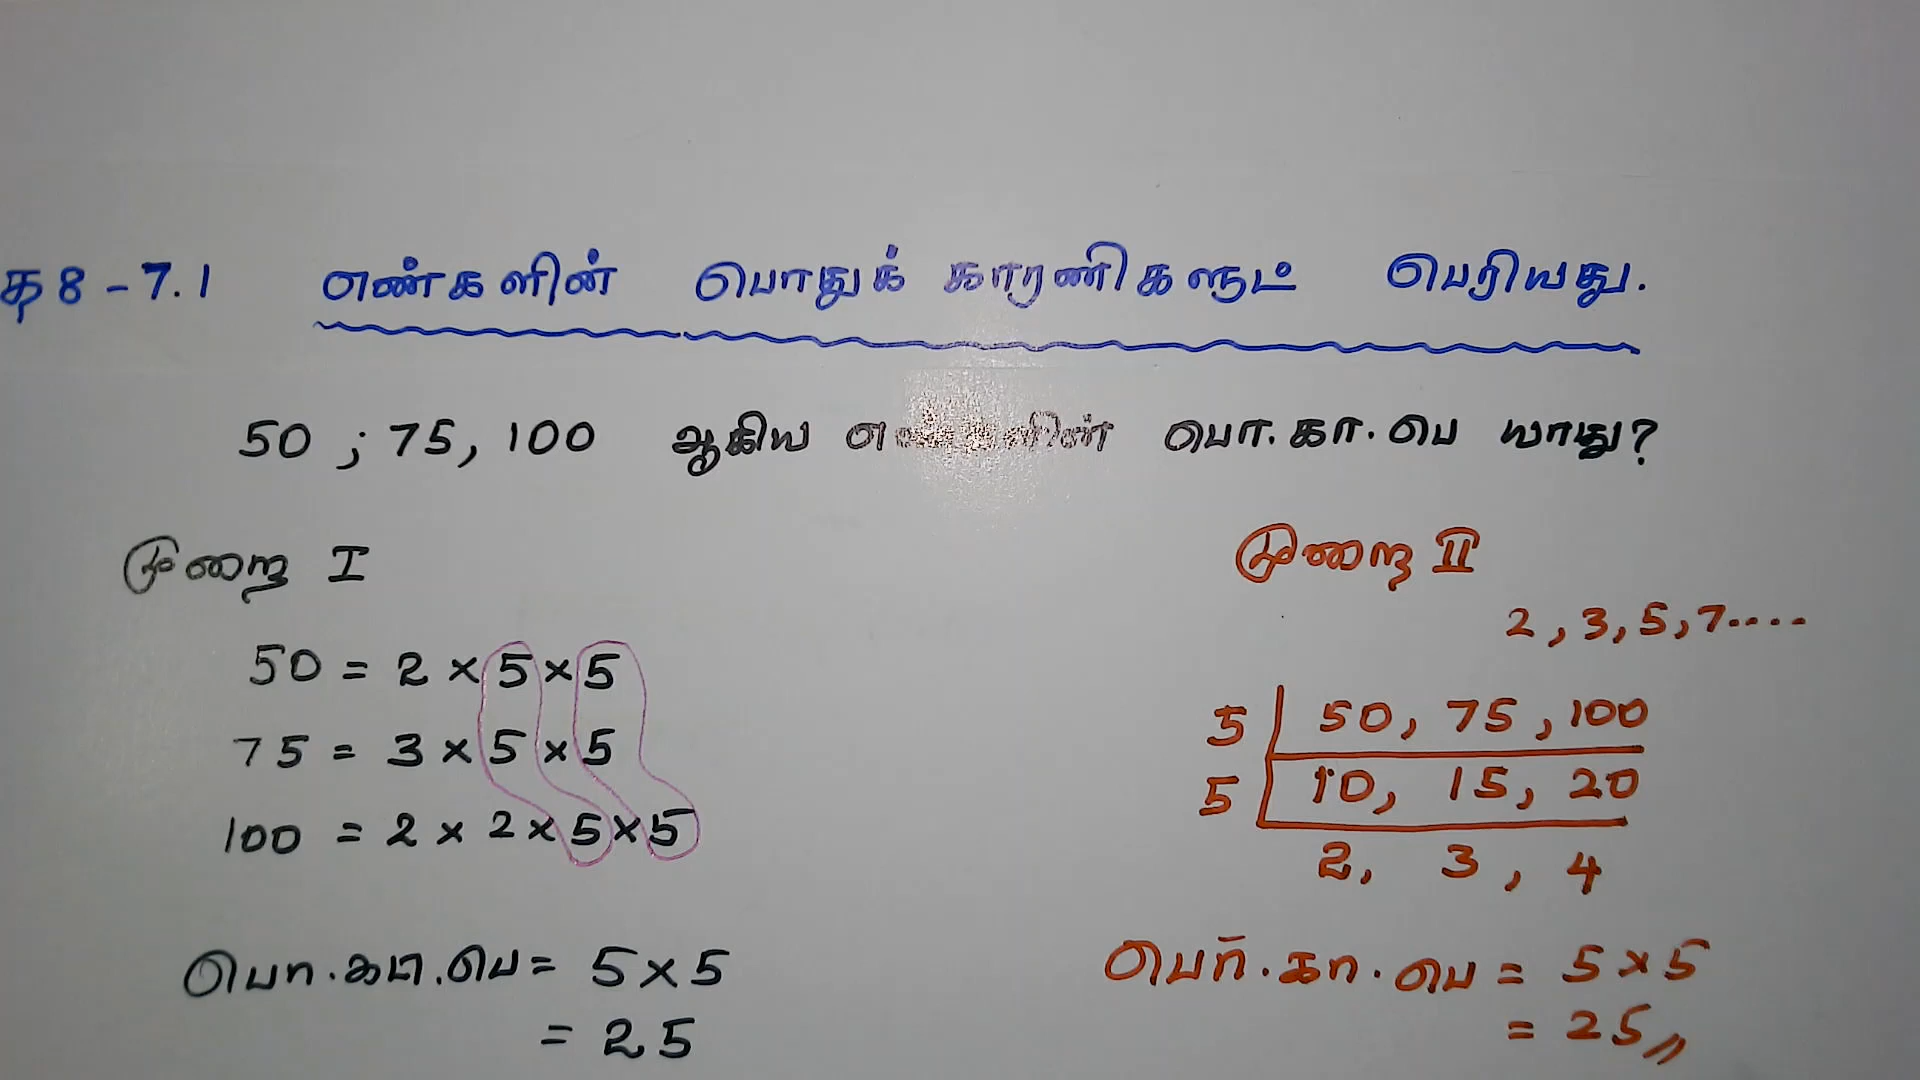 த8-7.1 எண்களின் பொதுக் காரணிகளுட் பெரியது.
50 ; 75, 100 ஆகிய எண்களின் பொ.கா.பெ யாது?
முறை I
50 = 2 × 5 × 5
75 = 3 × 5 × 5
100 = 2 × 2 × 5 × 5
பொ.கா.பெ = 5 × 5
= 25
முறை II
2, 3, 5, 7....
5 | 50, 75, 100
5 | 10, 15, 20
2, 3, 4
பொ.கா.பெ = 5 × 5
= 25 //